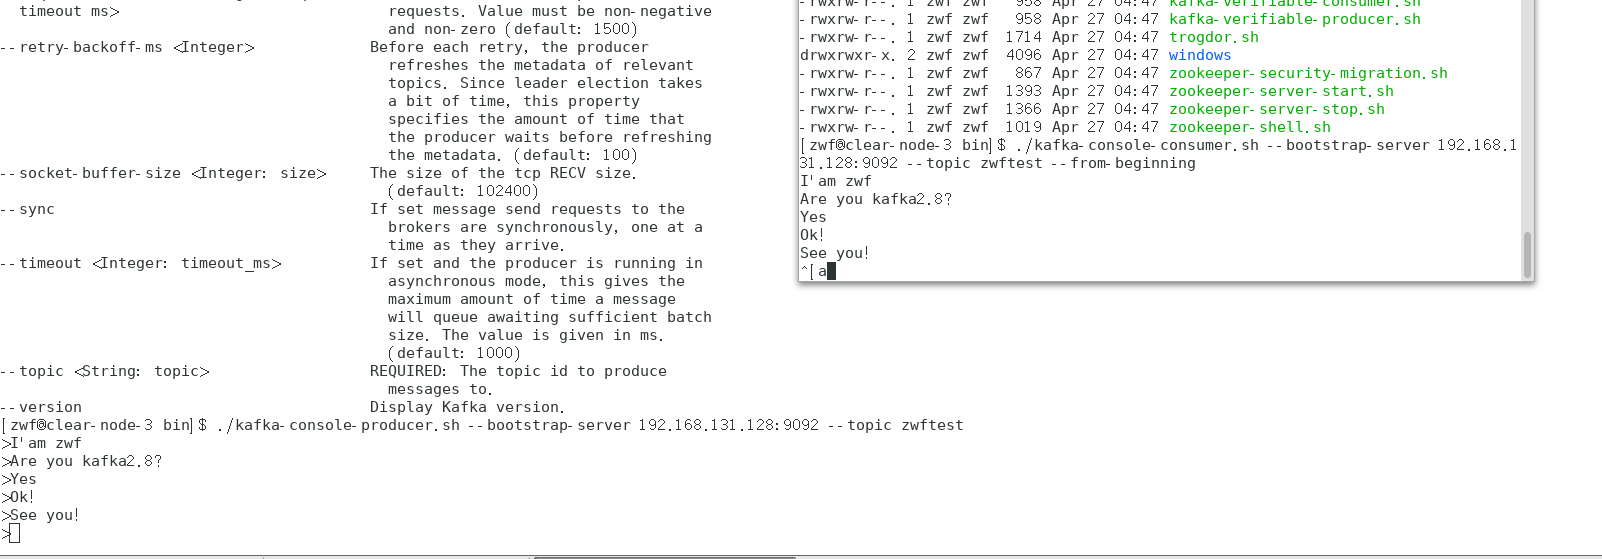 timeout ms>                              requests. Value must be non-negative
                                           and non-zero (default: 1500)
--retry-backoff-ms <Integer>             Before each retry, the producer
                                           refreshes the metadata of relevant
                                           topics. Since leader election takes
                                           a bit of time, this property
                                           specifies the amount of time that
                                           the producer waits before refreshing
                                           the metadata. (default: 100)
--socket-buffer-size <Integer: size>     The size of the tcp RECV size.
                                           (default: 102400)
--sync                                   If set message send requests to the
                                           brokers are synchronously, one at a
                                           time as they arrive.
--timeout <Integer: timeout_ms>          If set and the producer is running in
                                           asynchronous mode, this gives the
                                           maximum amount of time a message
                                           will queue awaiting sufficient batch
                                           size. The value is given in ms.
                                           (default: 1000)
--topic <String: topic>                  REQUIRED: The topic id to produce
                                           messages to.
--version                                Display Kafka version.
[zwf@clear-node-3 bin]$ ./kafka-console-producer.sh --bootstrap-server 192.168.131.128:9092 --topic zwftest
>I'am zwf
>Are you kafka2.8?
>Yes
>Ok!
>See you!
>
-rwxrw-r--. 1 zwf zwf  958 Apr 27 04:47 kafka-verifiable-consumer.sh
-rwxrw-r--. 1 zwf zwf  958 Apr 27 04:47 kafka-verifiable-producer.sh
-rwxrw-r--. 1 zwf zwf 1714 Apr 27 04:47 trogdor.sh
drwxrwxr-x. 2 zwf zwf 4096 Apr 27 04:47 windows
-rwxrw-r--. 1 zwf zwf  867 Apr 27 04:47 zookeeper-security-migration.sh
-rwxrw-r--. 1 zwf zwf 1393 Apr 27 04:47 zookeeper-server-start.sh
-rwxrw-r--. 1 zwf zwf 1366 Apr 27 04:47 zookeeper-server-stop.sh
-rwxrw-r--. 1 zwf zwf 1019 Apr 27 04:47 zookeeper-shell.sh
[zwf@clear-node-3 bin]$ ./kafka-console-consumer.sh --bootstrap-server 192.168.1
31.128:9092 --topic zwftest --from-beginning
I'am zwf
Are you kafka2.8?
Yes
Ok!
See you!
^[a